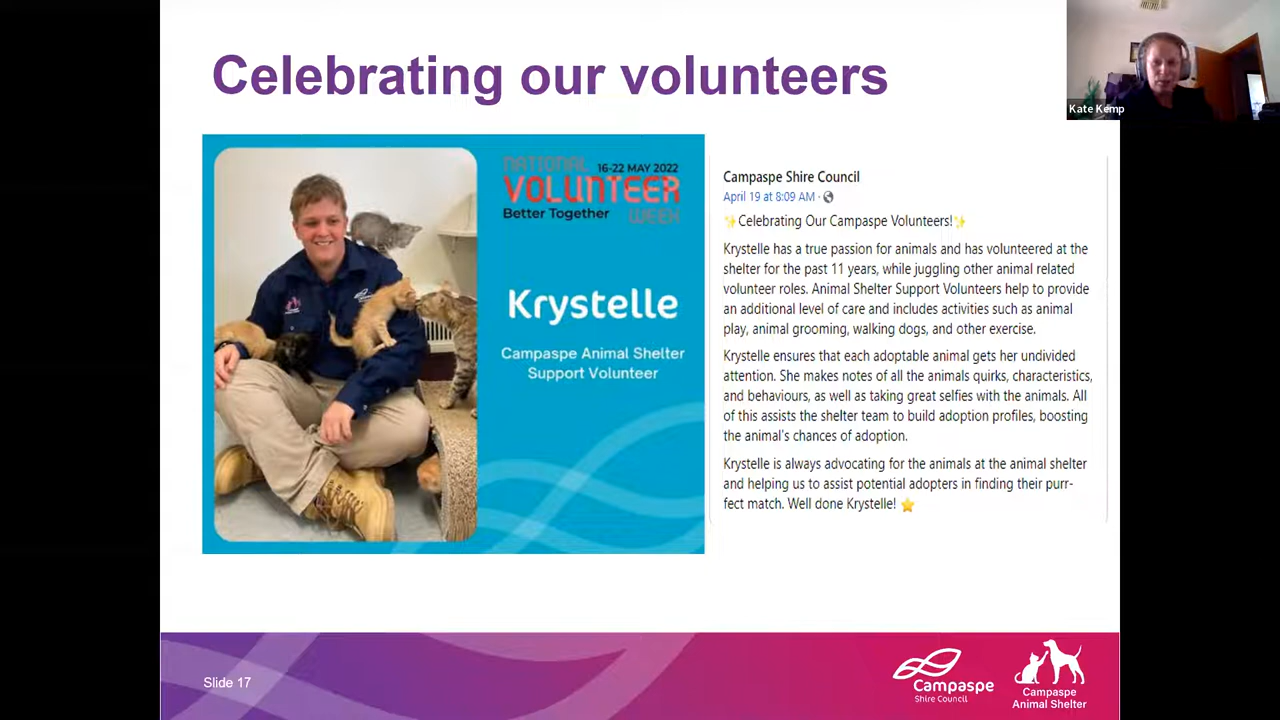 Celebrating our volunteers
Kate Kemp
NATIONAL
16-22 MAY 2022
VOLUNTEER
Better Together
WEEK
Krystelle
Campaspe Animal Shelter
Support Volunteer
Campaspe Shire Council
April 19 at 8:09 AM ·
✨Celebrating Our Campaspe Volunteers!✨
Krystelle has a true passion for animals and has volunteered at the
shelter for the past 11 years, while juggling other animal related
volunteer roles. Animal Shelter Support Volunteers help to provide
an additional level of care and includes activities such as animal
play, animal grooming, walking dogs, and other exercise.
Krystelle ensures that each adoptable animal gets her undivided
attention. She makes notes of all the animals quirks, characteristics,
and behaviours, as well as taking great selfies with the animals. All
of this assists the shelter team to build adoption profiles, boosting
the animal's chances of adoption.
Krystelle is always advocating for the animals at the animal shelter
and helping us to assist potential adopters in finding their purr-
fect match. Well done Krystelle! ⭐
Slide 17
Campaspe
Shire Council
Campaspe
Animal Shelter